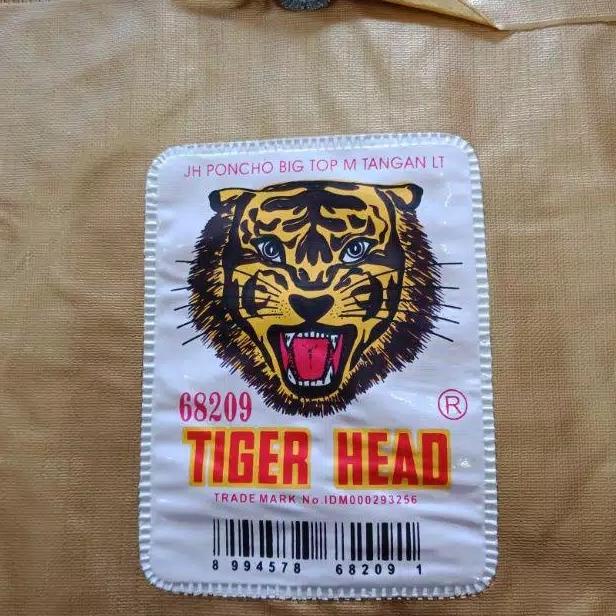 JH PONCHO BIG TOP M TANGAN LT
68209
®
TIGER HEAD
TRADE MARK No.IDM000293256
8 994578 68209 1